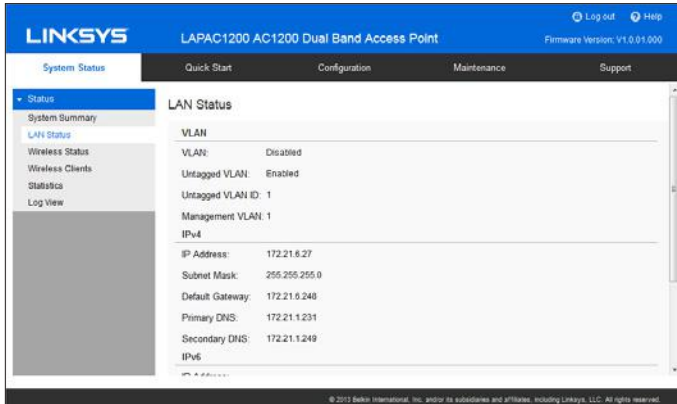 Log out Help
LINKSYS LAPAC1200 AC1200 Dual Band Access Point Firmware Version: V1.0.01.000
System Status Quick Start Configuration Maintenance Support
Status
System Summary
LAN Status
Wireless Status
Wireless Clients
Statistics
Log View
LAN Status
VLAN
VLAN: Disabled
Untagged VLAN: Enabled
Untagged VLAN ID: 1
Management VLAN: 1
IPv4
IP Address: 172.21.6.27
Subnet Mask: 255.255.255.0
Default Gateway: 172.21.6.248
Primary DNS: 172.21.1.231
Secondary DNS: 172.21.1.249
IPv6
© 2013 Belkin International, Inc. and/or its subsidiaries and affiliates, including Linksys, LLC. All rights reserved.